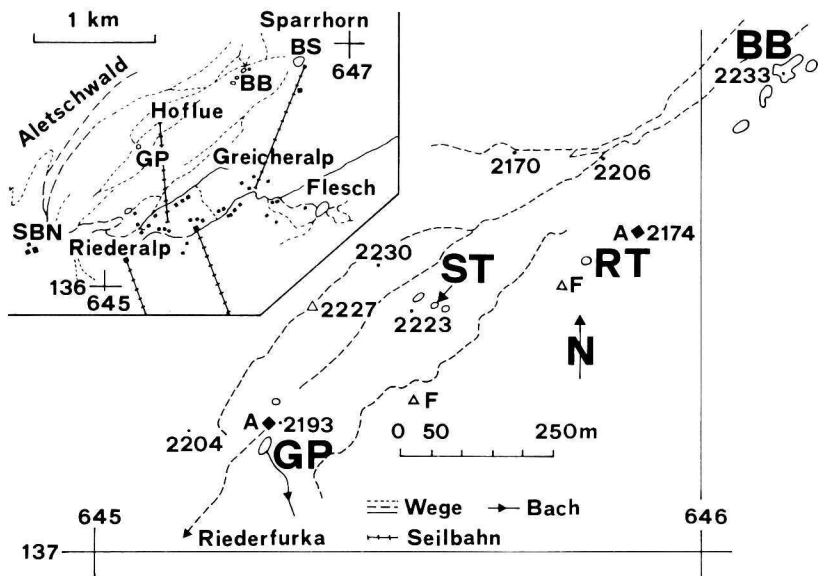 1 km
Sparrhorn
BS
647
BB
Aletschwald
Hoflue
GP
Greicheralp
Flesch
SBN
Riederalp
136
645
BB
2233
2170
2206
A 2174
RT
F
N
2230
ST
2227
2223
F
A 2193
2204
GP
0 50 250m
Wege Bach
Seilbahn
Riederfurka
645
646
137